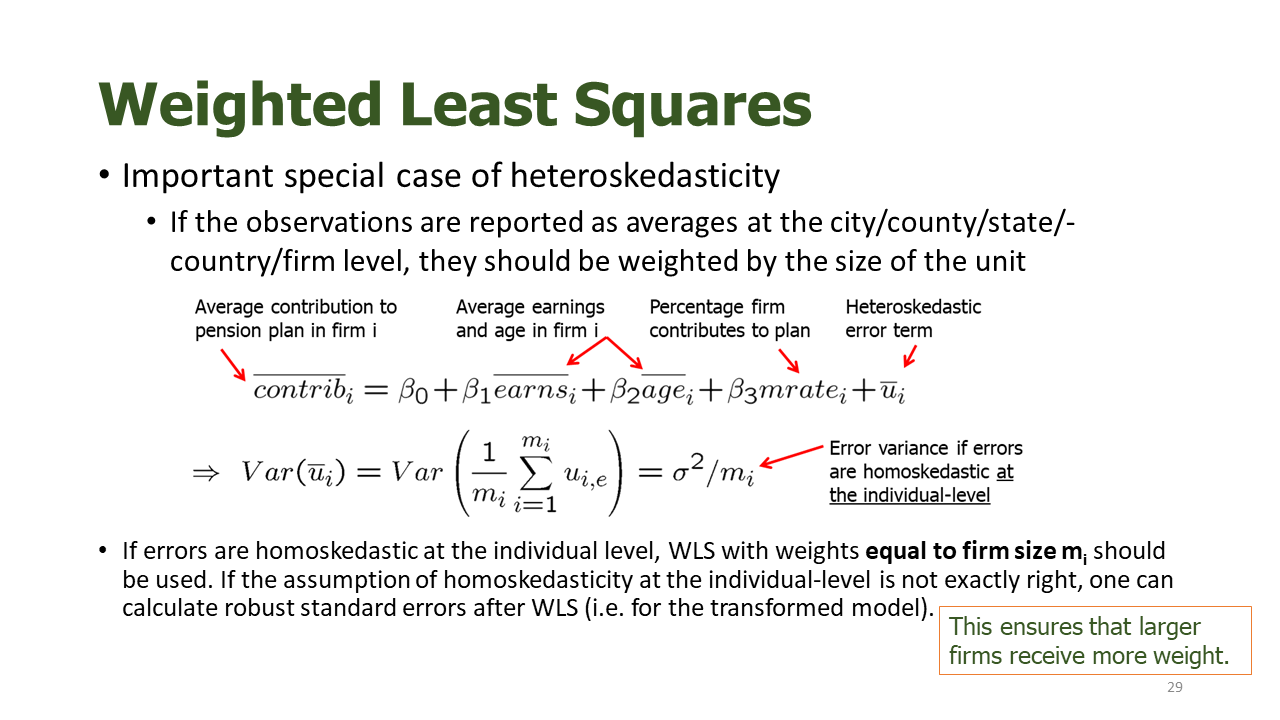 Weighted Least Squares
• Important special case of heteroskedasticity
• If the observations are reported as averages at the city/county/state/-
country/firm level, they should be weighted by the size of the unit
Average contribution to
pension plan in firm i
Average earnings
and age in firm i
Percentage firm
contributes to plan
Heteroskedastic
error term
$\overline{contrib}_i = \beta_0 + \beta_1 \overline{earns}_i + \beta_2 \overline{age}_i + \beta_3 mrate_i + \overline{u}_i$
$\Rightarrow Var(\overline{u}_i) = Var\left(\frac{1}{m_i} \sum_{i=1}^{m_i} u_{i,e}\right) = \sigma^2/m_i$
Error variance if errors
are homoskedastic at
the individual-level
• If errors are homoskedastic at the individual level, WLS with weights equal to firm size mᵢ should
be used. If the assumption of homoskedasticity at the individual-level is not exactly right, one can
calculate robust standard errors after WLS (i.e. for the transformed model).
This ensures that larger
firms receive more weight.
29